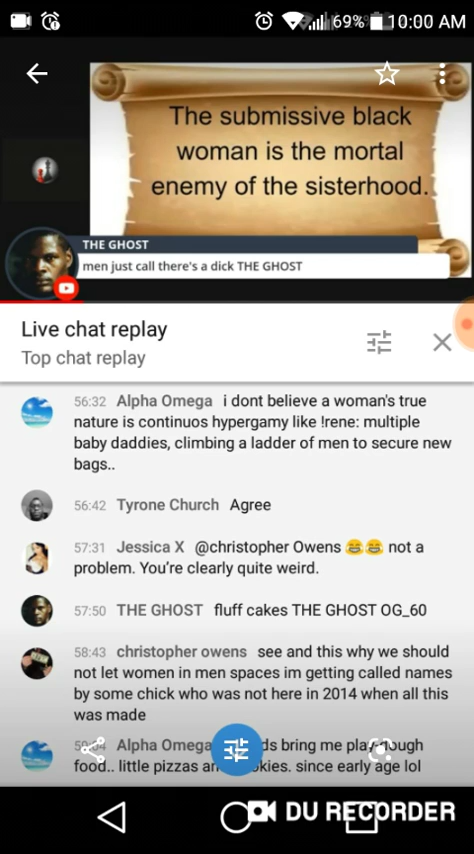 69% 10:00 AM
The submissive black
woman is the mortal
enemy of the sisterhood.
THE GHOST
men just call there's a dick THE GHOST
Live chat replay
Top chat replay
56:32 Alpha Omega i dont believe a woman's true
nature is continuos hypergamy like !rene: multiple
baby daddies, climbing a ladder of men to secure new
bags..
56:42 Tyrone Church Agree
57:31 Jessica X @christopher Owens 😂😂 not a
problem. You're clearly quite weird.
57:50 THE GHOST fluff cakes THE GHOST OG_60
58:43 christopher owens see and this why we should
not let women in men spaces im getting called names
by some chick who was not here in 2014 when all this
was made
Alpha Omega ds bring me play-dough
food.. little pizzas an kies. since early age lol
DU RECORDER